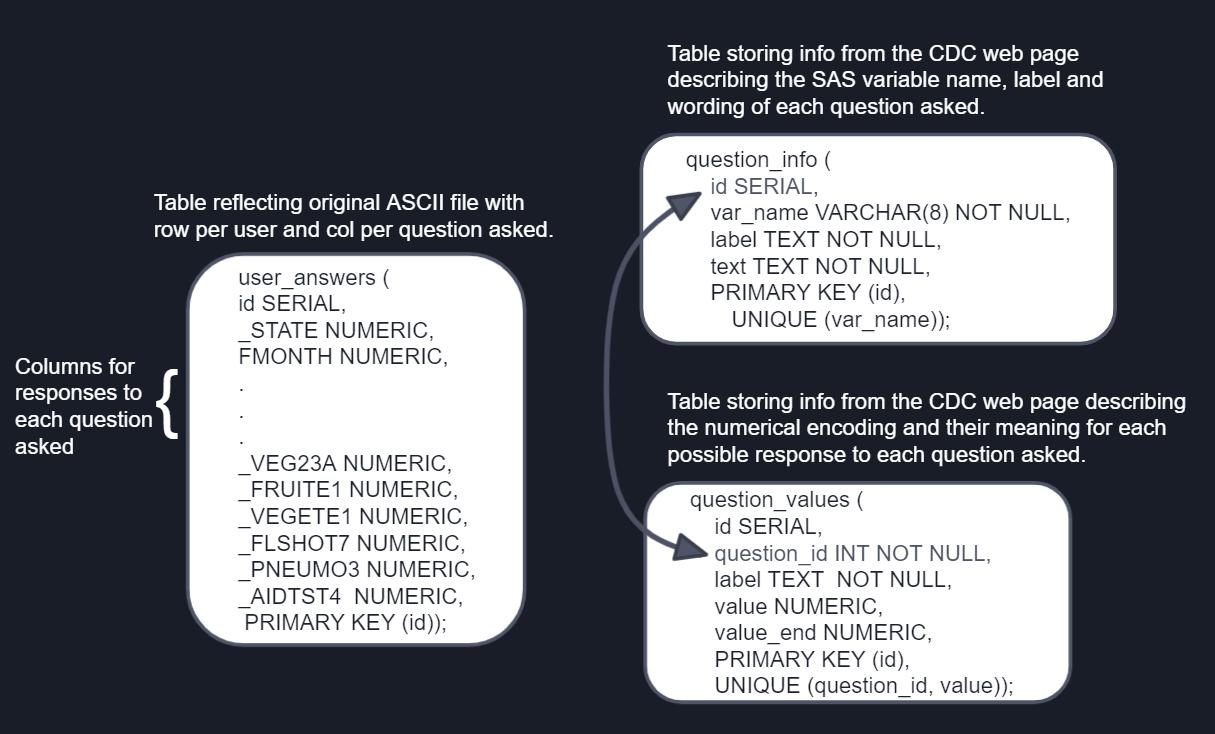 Table storing info from the CDC web page
describing the SAS variable name, label and
wording of each question asked.
question_info (
id SERIAL,
var_name VARCHAR(8) NOT NULL,
label TEXT NOT NULL,
text TEXT NOT NULL,
PRIMARY KEY (id),
UNIQUE (var_name));
Table reflecting original ASCII file with
row per user and col per question asked.
user_answers (
id SERIAL,
_STATE NUMERIC,
FMONTH NUMERIC,
.
.
.
_VEG23A NUMERIC,
_FRUITE1 NUMERIC,
_VEGETE1 NUMERIC,
_FLSHOT7 NUMERIC,
_PNEUMO3 NUMERIC,
_AIDTST4  NUMERIC,
PRIMARY KEY (id));
Columns for
responses to
each question
asked
{
Table storing info from the CDC web page describing
the numerical encoding and their meaning for each
possible response to each question asked.
question_values (
id SERIAL,
question_id INT NOT NULL,
label TEXT  NOT NULL,
value NUMERIC,
value_end NUMERIC,
PRIMARY KEY (id),
UNIQUE (question_id, value));